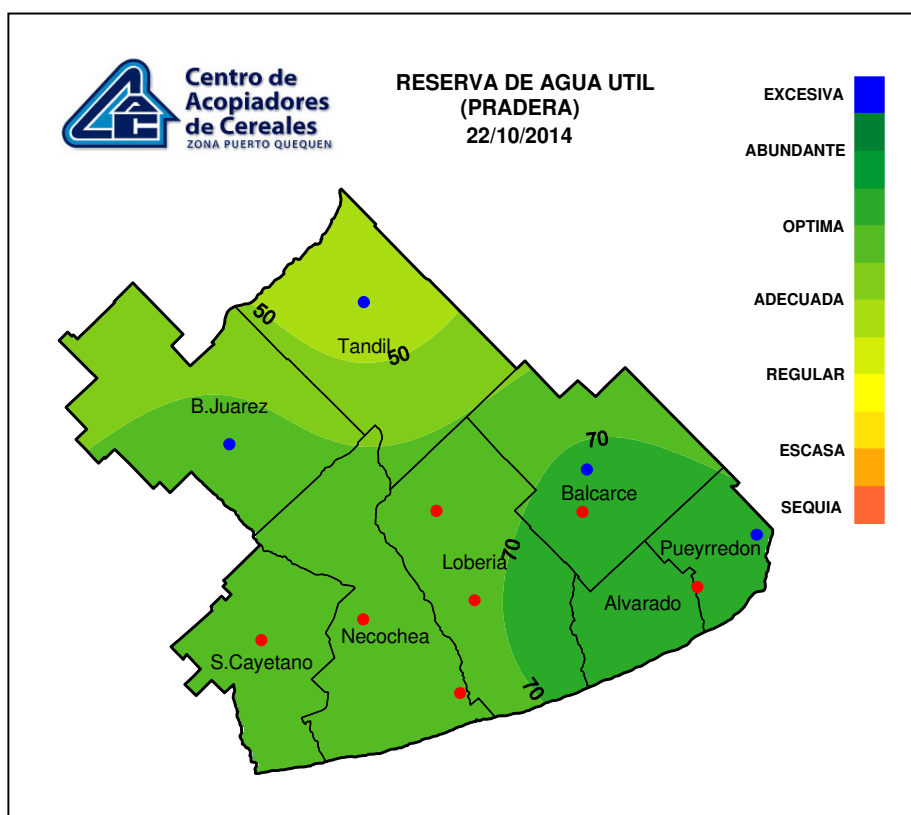 Centro de
Acopiadores
de Cereales
ZONA PUERTO QUEQUEN
RESERVA DE AGUA UTIL
(PRADERA)
22/10/2014
EXCESIVA
ABUNDANTE
OPTIMA
ADECUADA
REGULAR
ESCASA
SEQUIA
50
Tandil
50
B.Juarez
70
Balcarce
Pueyrredon
70
Loberia
Alvarado
Necochea
S.Cayetano
70